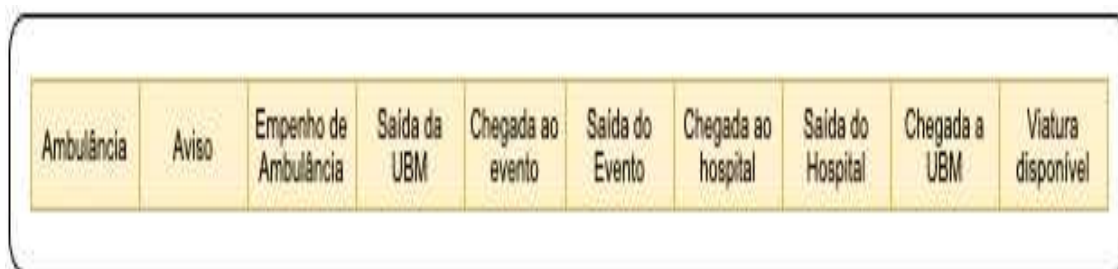 Ambulância
Aviso
Empenho de
Ambulância
Saída da
UBM
Chegada ao
evento
Saída do
Evento
Chegada ao
hospital
Saída do
Hospital
Chegada a
UBM
Viatura
disponível